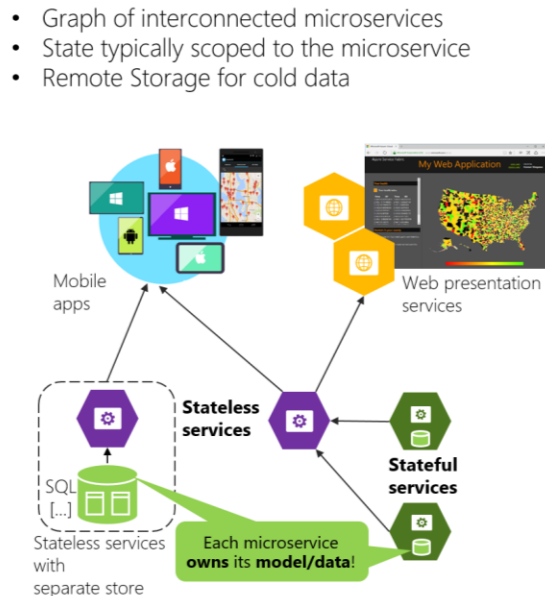 • Graph of interconnected microservices
• State typically scoped to the microservice
• Remote Storage for cold data
My Web Application
Mobile
apps
Web presentation
services
Stateless
services
Stateful
services
SQL
[...]
Each microservice
owns its model/data!
Stateless services
with
separate store